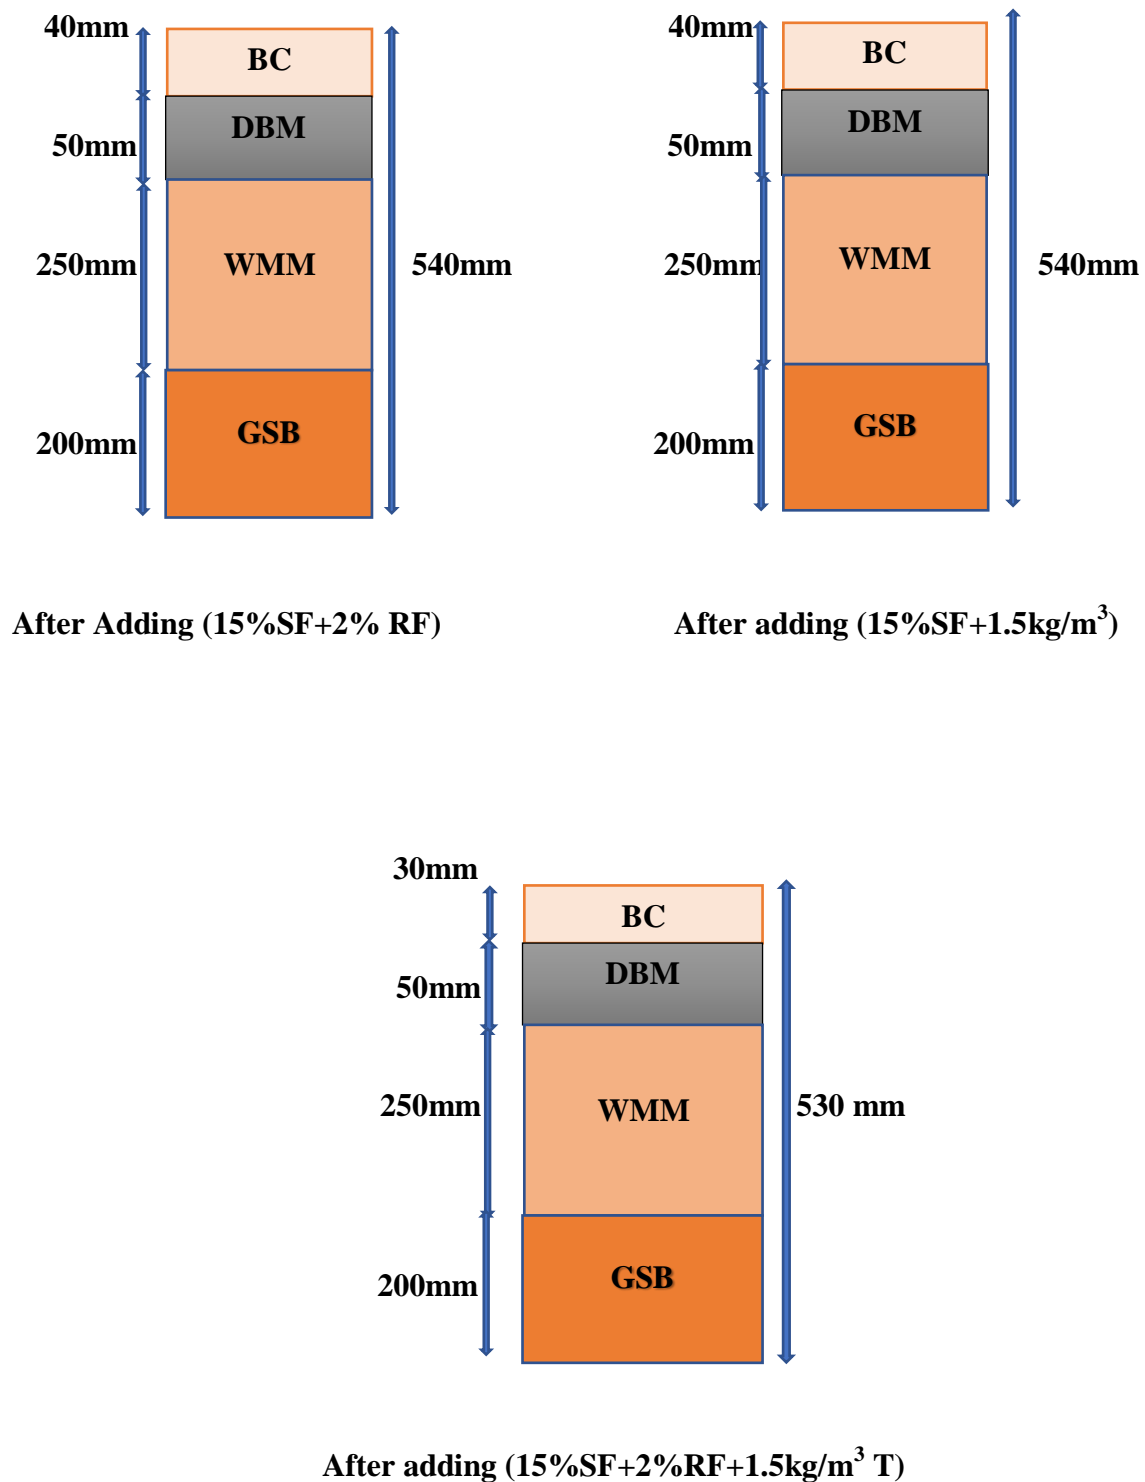 40mm
BC
DBM
50mm
250mm
WMM
540mm
200mm
GSB
After Adding (15%SF+2% RF)
40mm
BC
DBM
50mm
250mm
WMM
540mm
200mm
GSB
After adding (15%SF+1.5kg/m³)
30mm
BC
DBM
50mm
250mm
WMM
530 mm
200mm
GSB
After adding (15%SF+2%RF+1.5kg/m³ T)